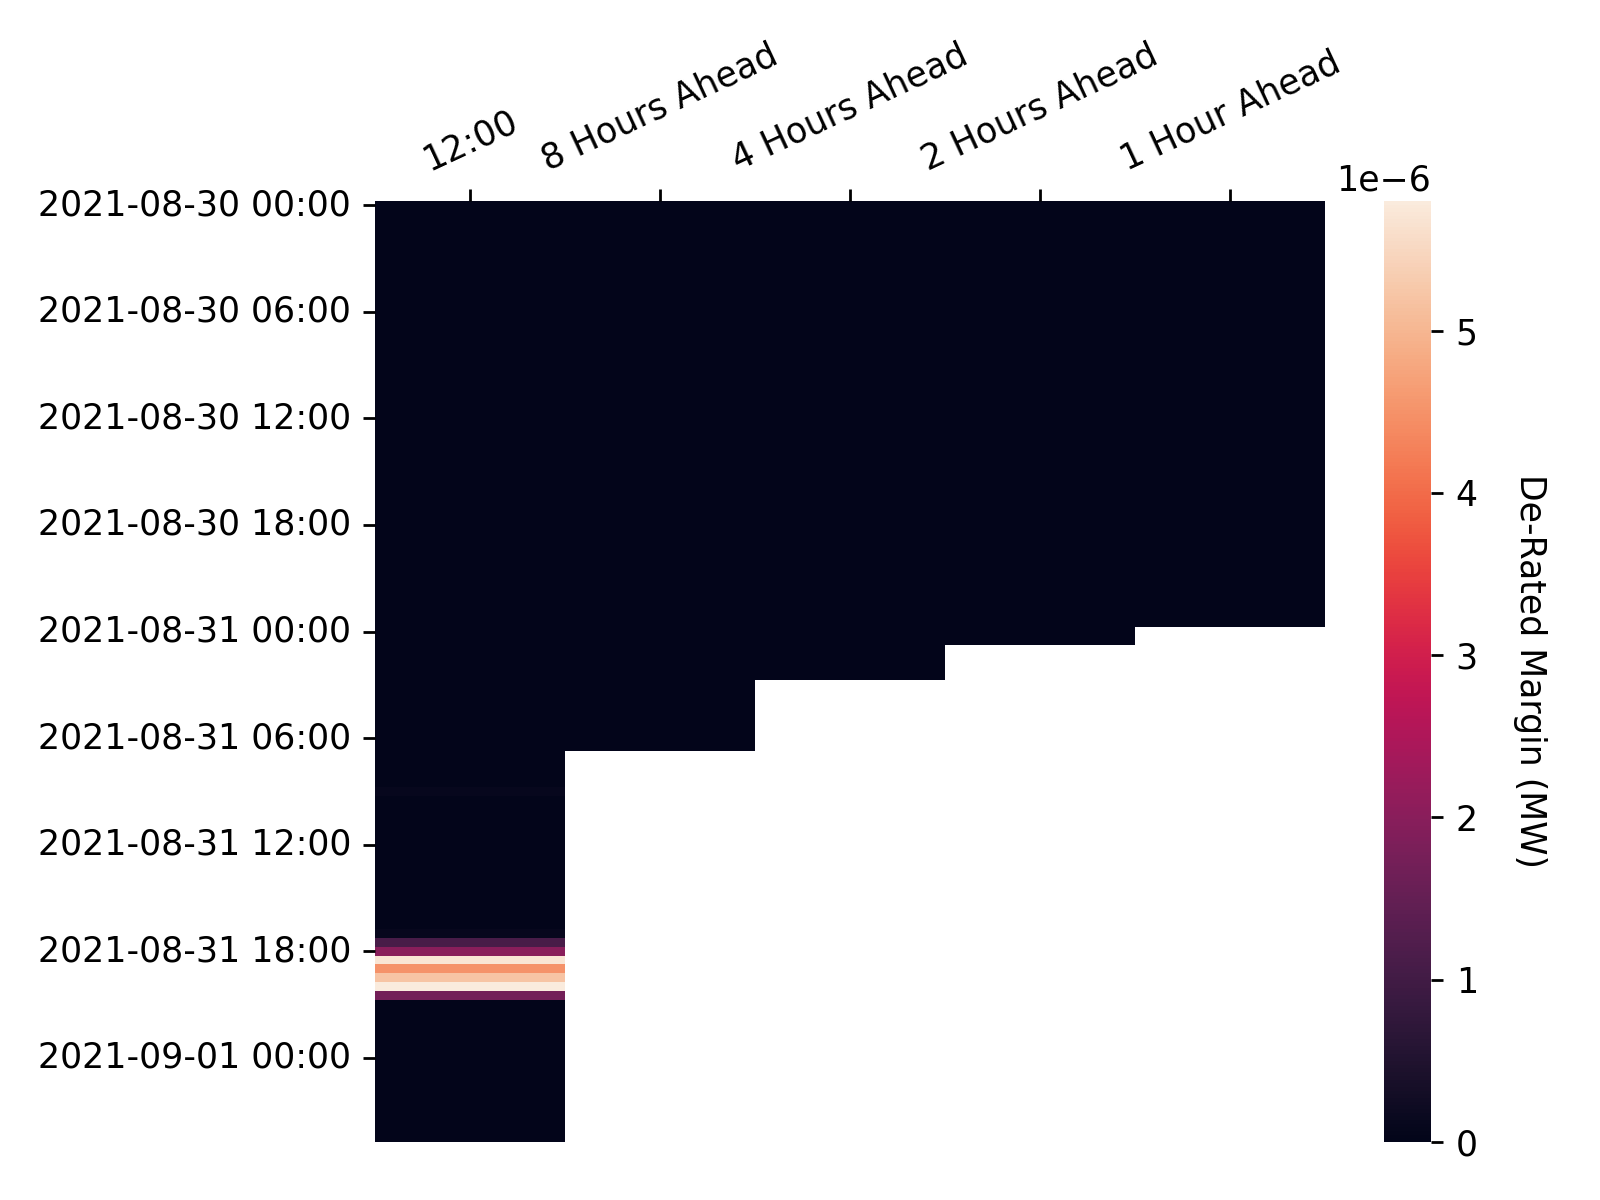 12:00
8 Hours Ahead
4 Hours Ahead
2 Hours Ahead
1 Hour Ahead
1e−6
2021-08-30 00:00
2021-08-30 06:00
2021-08-30 12:00
2021-08-30 18:00
2021-08-31 00:00
2021-08-31 06:00
2021-08-31 12:00
2021-08-31 18:00
2021-09-01 00:00
5
4
3
2
1
0
De-Rated Margin (MW)